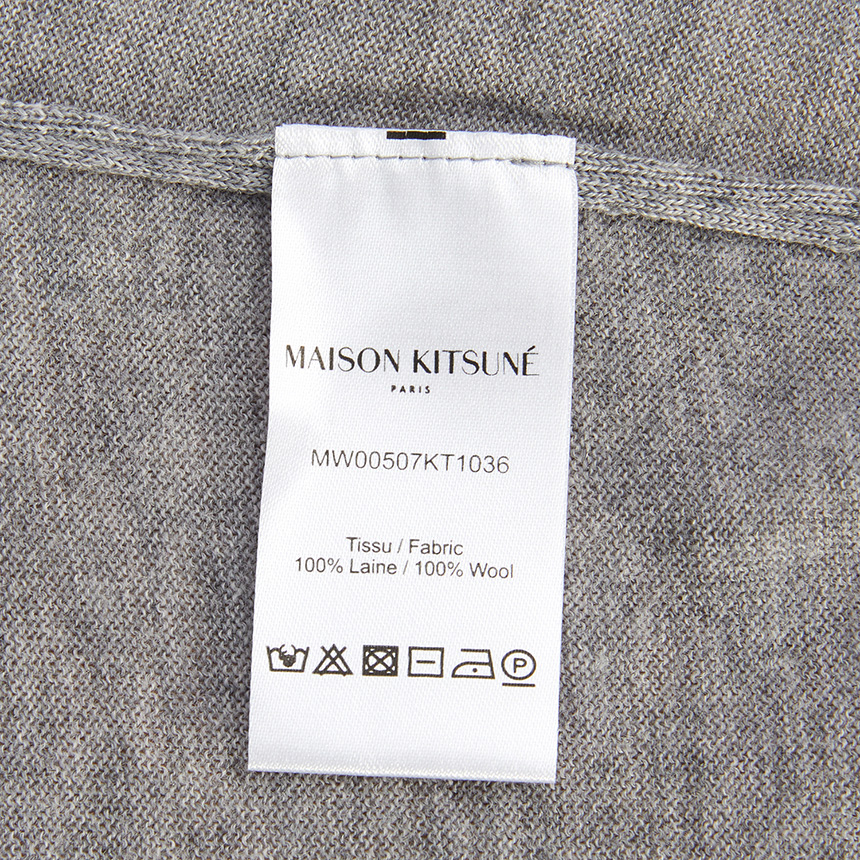 MAISON KITSUNÉ
PARIS
MW00507KT1036
Tissu / Fabric
100% Laine / 100% Wool
P